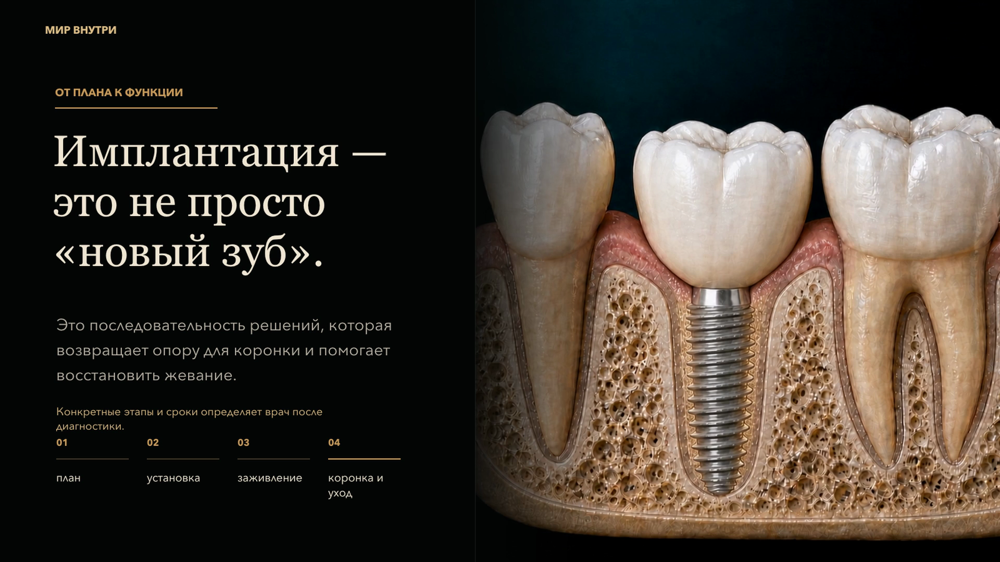 МИР ВНУТРИ
ОТ ПЛАНА К ФУНКЦИИ
Имплантация —
это не просто
«новый зуб».
Это последовательность решений, которая
возвращает опору для коронки и помогает
восстановить жевание.
Конкретные этапы и сроки определяет врач после
диагностики.
01 02 03 04
план установка заживление коронка и
уход